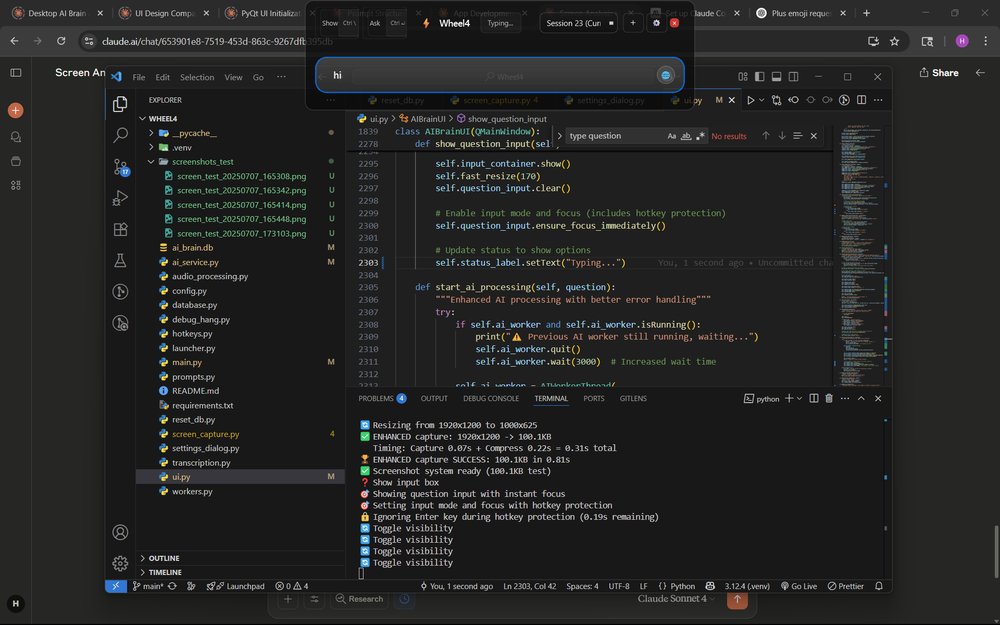 Desktop AI Brain
UI Design Compa
PyQt UI Initializat
App Developmen
Set up Claude Co
Plus emoji reque
claude.ai/chat/653901e8-7519-453d-863c-9267dfb395db
H
Show Ctrl \
Ask Ctrl ↵
Wheel4
Typing...
Session 23 (Curr
hi
Wheel4
Screen An
Share
File Edit Selection View Go ···
EXPLORER
WHEEL4
__pycache__
.venv
screenshots_test
screen_test_20250707_165308.png U
screen_test_20250707_165342.png U
screen_test_20250707_165414.png U
screen_test_20250707_165448.png U
screen_test_20250707_173103.png U
ai_brain.db M
ai_service.py M
audio_processing.py
config.py
database.py
debug_hang.py
hotkeys.py
launcher.py
main.py M
prompts.py
README.md
requirements.txt
reset_db.py
screen_capture.py 4
settings_dialog.py
transcription.py
ui.py M
workers.py
OUTLINE
TIMELINE
17
reset_db.py
screen_capture.py 4
settings_dialog.py
ui.py M
ui.py > AIBrainUI > show_question_input
type question
Aa ab .*
No results
1839 class AIBrainUI(QMainWindow):
2278 def show_question_input(self
2294
2295 self.input_container.show()
2296 self.fast_resize(170)
2297 self.question_input.clear()
2298
2299 # Enable input mode and focus (includes hotkey protection)
2300 self.question_input.ensure_focus_immediately()
2301
2302 # Update status to show options
2303 self.status_label.setText("Typing...") You, 1 second ago • Uncommitted cha
2304
2305 def start_ai_processing(self, question):
2306 """Enhanced AI processing with better error handling"""
2307 try:
2308 if self.ai_worker and self.ai_worker.isRunning():
2309 print("⚠️ Previous AI worker still running, waiting...")
2310 self.ai_worker.quit()
2311 self.ai_worker.wait(3000) # Increased wait time
2312
2313 self.ai_worker = AIWorkerThread(
PROBLEMS 4 OUTPUT DEBUG CONSOLE TERMINAL PORTS GITLENS
python
Resizing from 1920x1200 to 1000x625
ENHANCED capture: 1920x1200 -> 100.1KB
Timing: Capture 0.07s + Compress 0.22s = 0.31s total
ENHANCED capture SUCCESS: 100.1KB in 0.81s
Screenshot system ready (100.1KB test)
Show input box
Showing question input with instant focus
Setting input mode and focus with hotkey protection
Ignoring Enter key during hotkey protection (0.19s remaining)
Toggle visibility
Toggle visibility
Toggle visibility
Toggle visibility
main* Launchpad 0 4 You, 1 second ago Ln 2303, Col 42 Spaces: 4 UTF-8 LF {} Python 3.12.4 (.venv) Go Live Prettier
H
Research
Claude Sonnet 4